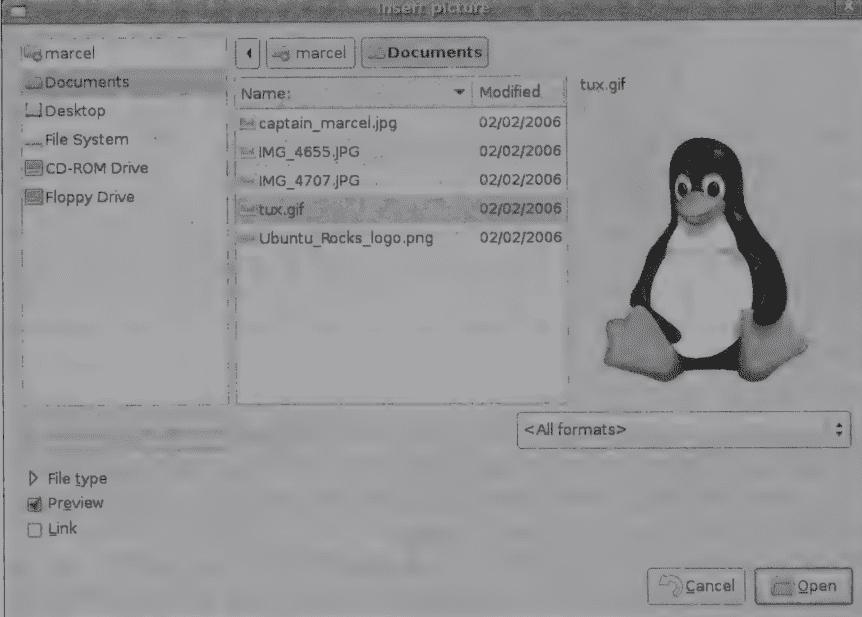 Insert picture
marcel
Documents
Desktop
File System
CD-ROM Drive
Floppy Drive
marcel Documents
Name: Modified
captain_marcel.jpg 02/02/2006
IMG_4655.JPG 02/02/2006
IMG_4707.JPG 02/02/2006
tux.gif 02/02/2006
Ubuntu_Rocks_logo.png 02/02/2006
tux.gif
<All formats>
File type
Preview
Link
Cancel Open